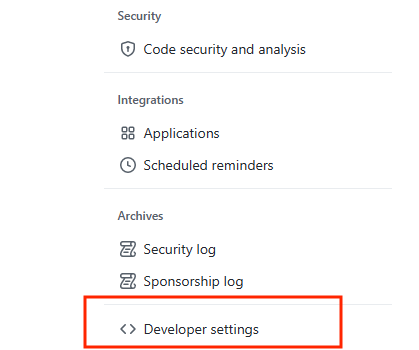 Security
Code security and analysis
Integrations
Applications
Scheduled reminders
Archives
Security log
Sponsorship log
Developer settings